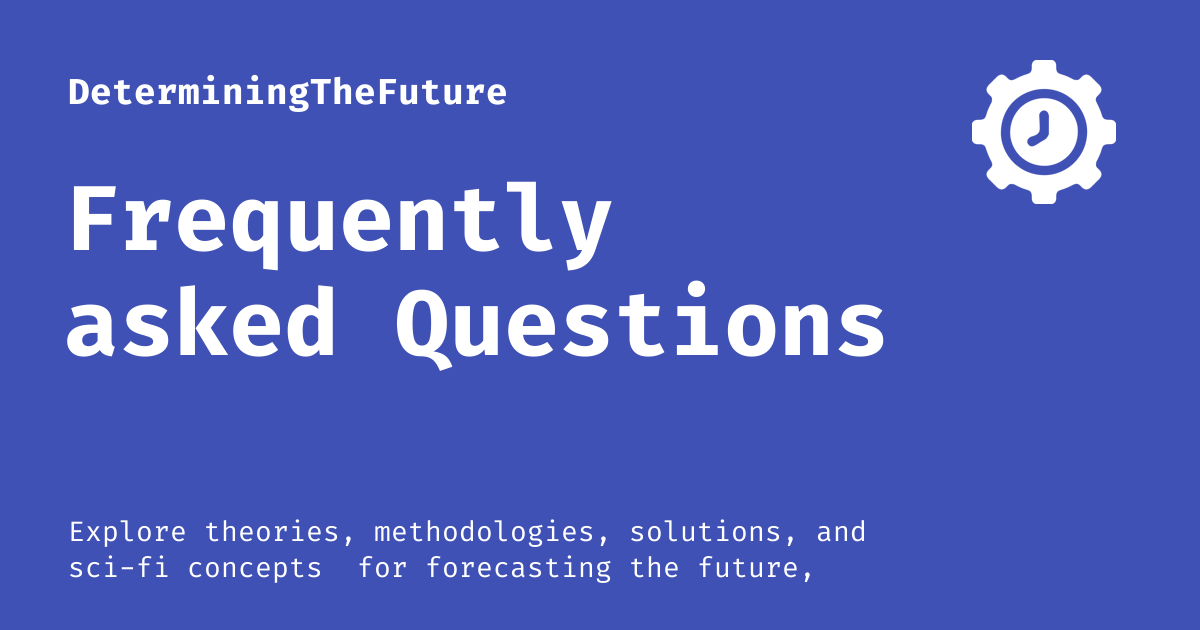 DeterminingTheFuture
Frequently
asked Questions
Explore theories, methodologies, solutions, and
sci-fi concepts  for forecasting the future,